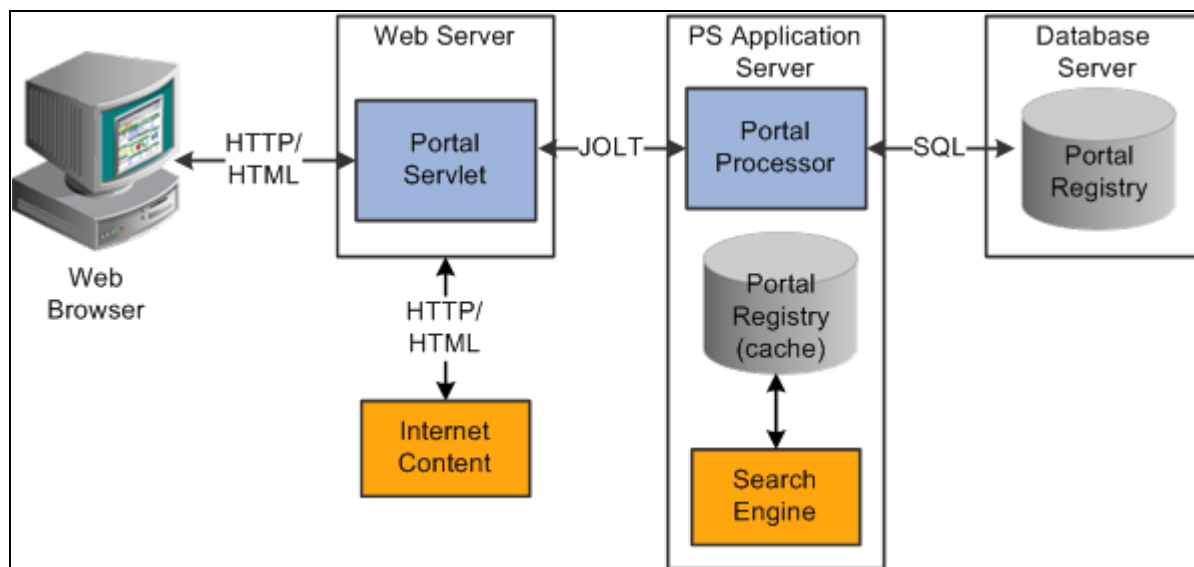 Web Server
PS Application
Server
Database
Server
HTTP/
HTML
Portal
Servlet
JOLT
Portal
Processor
SQL
Portal
Registry
Web
Browser
HTTP/
HTML
Portal
Registry
(cache)
Internet
Content
Search
Engine